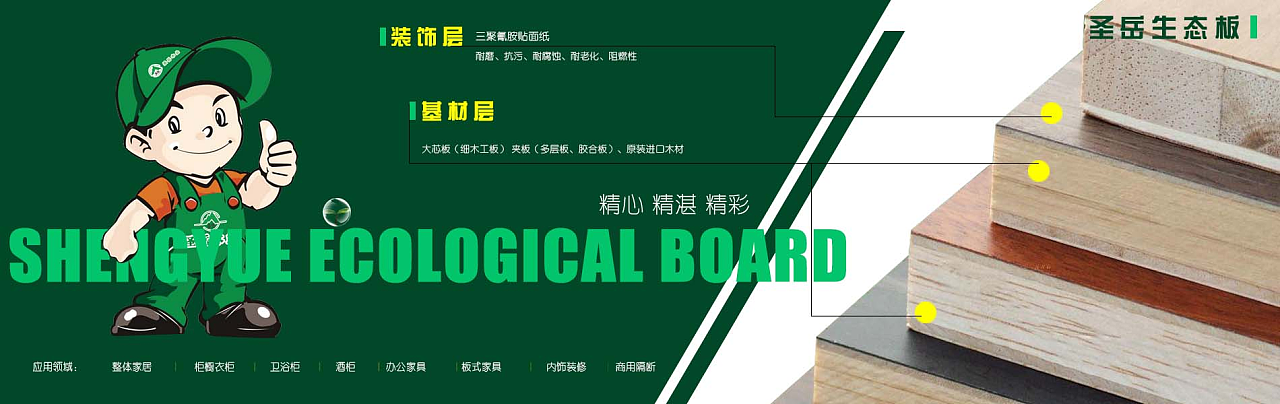 圣岳生态板
装饰层
三聚氰胺贴面纸
耐磨、抗污、耐腐蚀、耐老化、阻燃性
基材层
大芯板（细木工板）夹板（多层板、胶合板）、原装进口木材
精心 精湛 精彩
SHENGYUE ECOLOGICAL BOARD
应用领域： 整体家居 | 柜橱衣柜 | 卫浴柜 | 酒柜 | 办公家具 | 板式家具 | 内饰装修 | 商用隔断